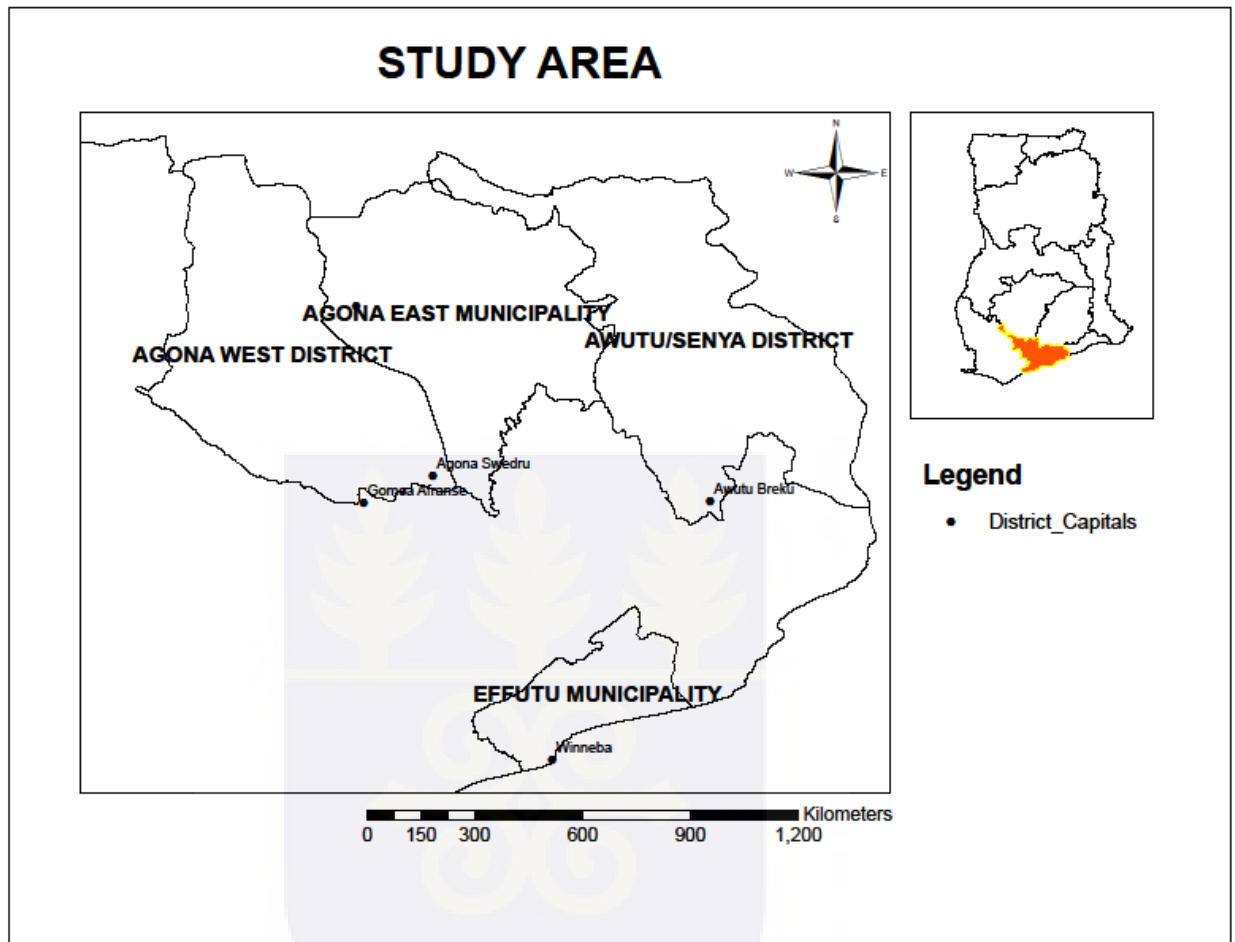 STUDY AREA
N
W E
S
AGONA EAST MUNICIPALITY
AWUTU/SENYA DISTRICT
AGONA WEST DISTRICT
Agona Swedru
Gomoa Afranse
Awutu Breku
EFFUTU MUNICIPALITY
Winneba
Kilometers
0 150 300 600 900 1,200
Legend
District_Capitals